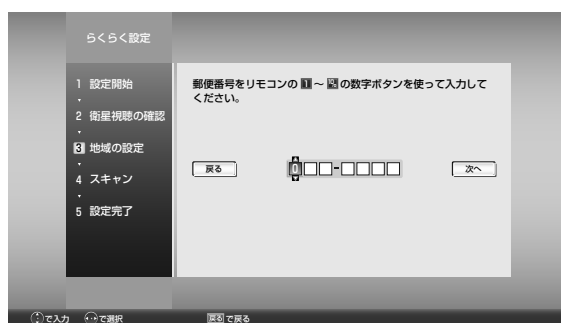 らくらく設定
1 設定開始
2 衛星視聴の確認
3 地域の設定
4 スキャン
5 設定完了
郵便番号をリモコンの 1 ~ 12 の数字ボタンを使って入力して
ください。
戻る
-
次へ
で入力 で選択 戻る で戻る